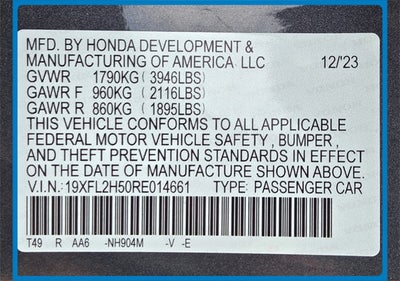 MFD. BY HONDA DEVELOPMENT &
MANUFACTURING OF AMERICA LLC 12/'23
GVWR 1790KG (3946LBS)
GAWR F 960KG (2116LBS)
GAWR R 860KG (1895LBS)
THIS VEHICLE CONFORMS TO ALL APPLICABLE
FEDERAL MOTOR VEHICLE SAFETY, BUMPER,
AND THEFT PREVENTION STANDARDS IN EFFECT
ON THE DATE OF MANUFACTURE SHOWN ABOVE.
V.I.N.: 19XFL2H50RE014661 TYPE: PASSENGER CAR
T49 R AA6 -NH904M -V -E